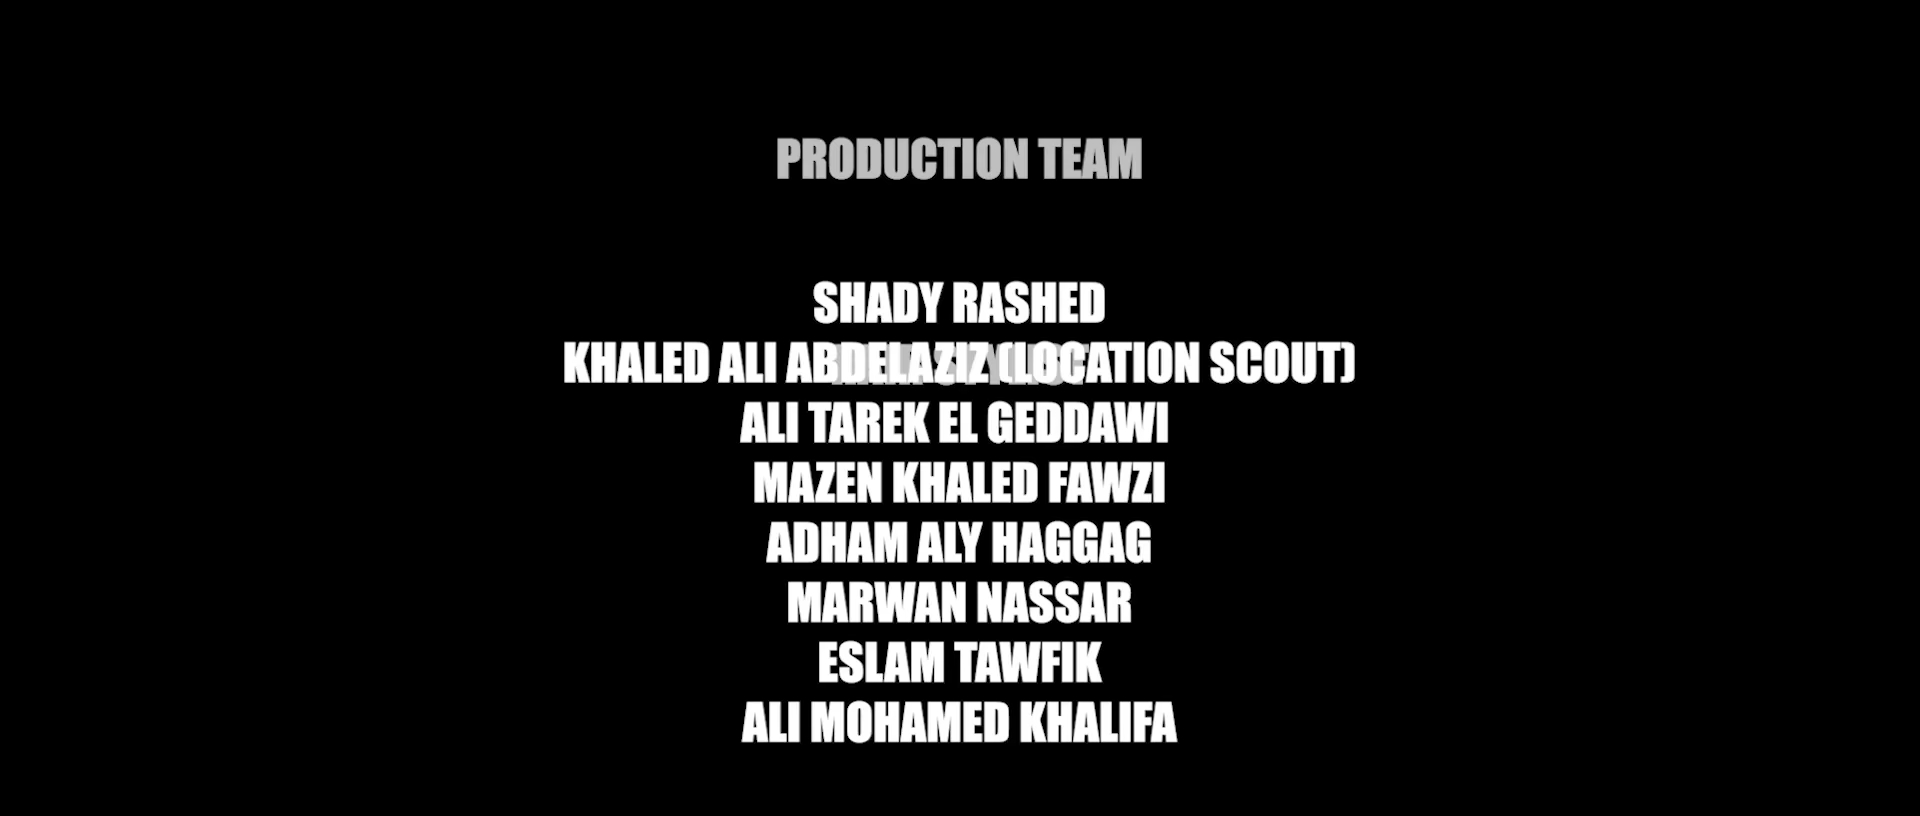 PRODUCTION TEAM
SHADY RASHED
KHALED ALI ABDELAZIZ (LOCATION SCOUT)
ALI TAREK EL GEDDAWI
MAZEN KHALED FAWZI
ADHAM ALY HAGGAG
MARWAN NASSAR
ESLAM TAWFIK
ALI MOHAMED KHALIFA